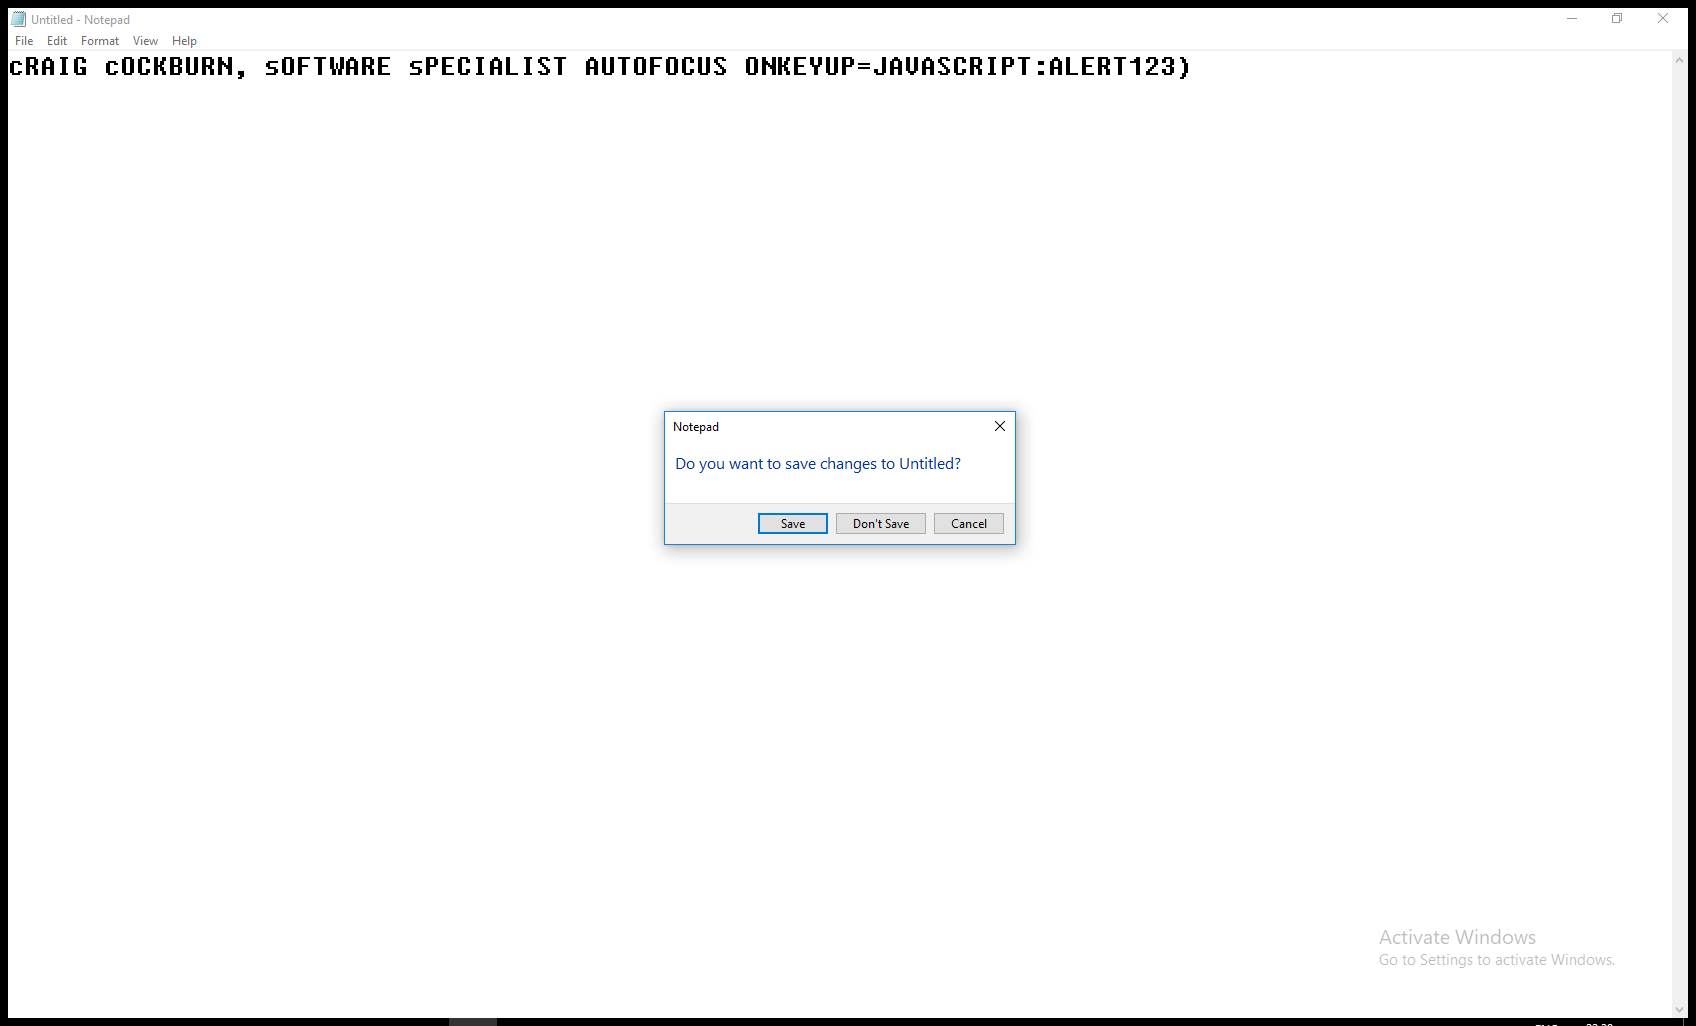 Untitled - Notepad
File Edit Format View Help
cRAIG cOCKBURN, sOFTWARE sPECIALIST AUTOFOCUS ONKEYUP=JAVASCRIPT:ALERT123)
Notepad
Do you want to save changes to Untitled?
Save Don't Save Cancel
Activate Windows
Go to Settings to activate Windows.